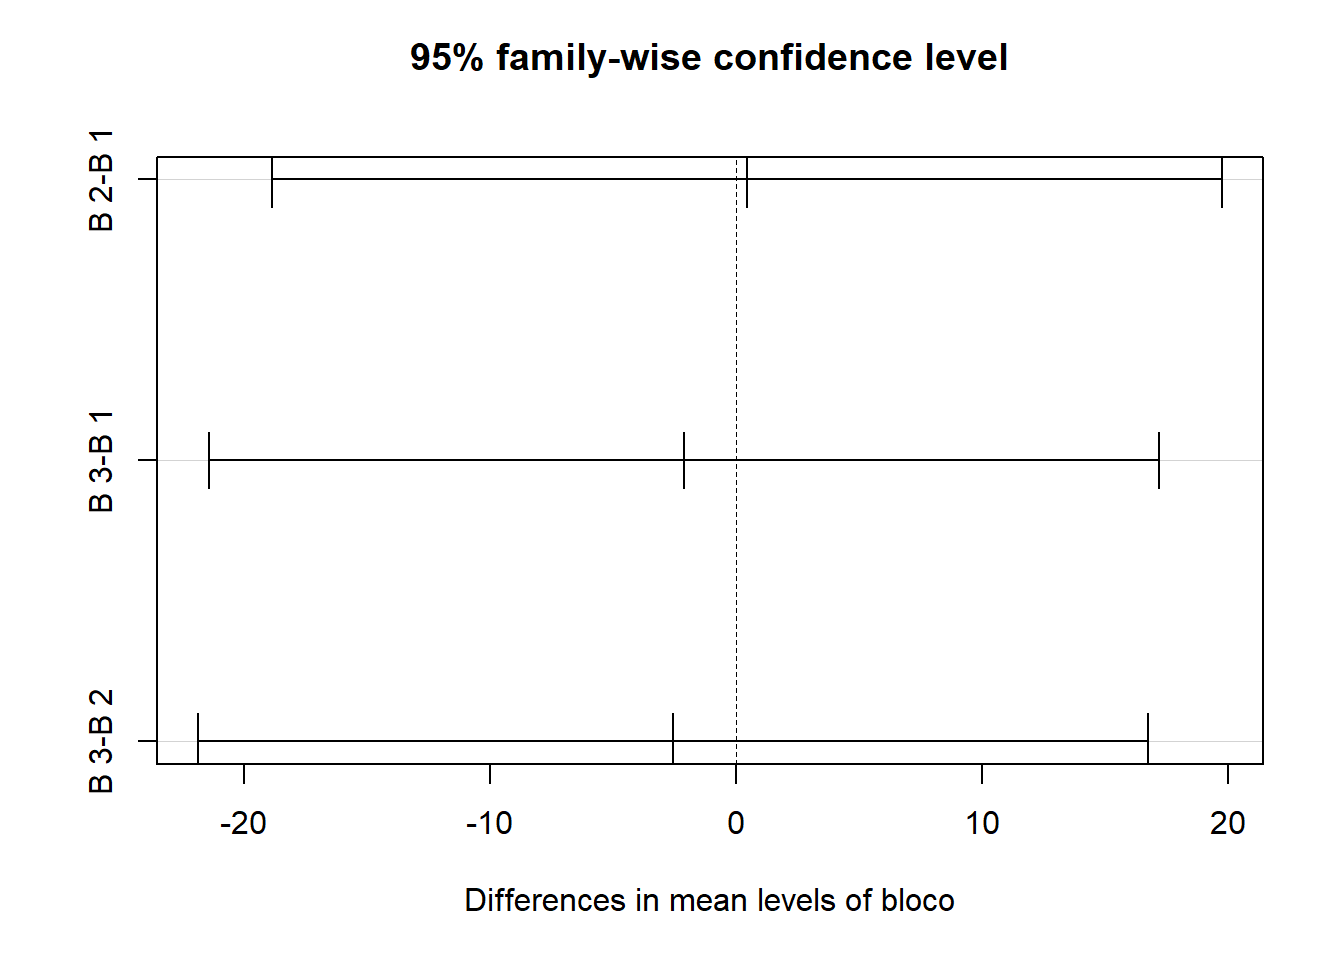 95% family-wise confidence level
B 2-B 1
B 3-B 1
B 3-B 2
-20 -10 0 10 20
Differences in mean levels of bloco